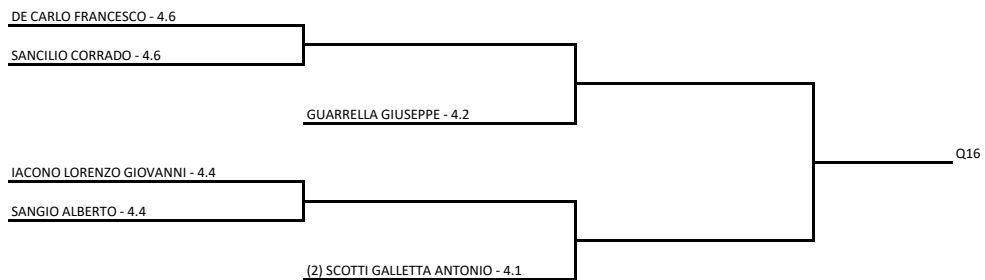 DE CARLO FRANCESCO - 4.6
SANCILIO CORRADO - 4.6
GUARRELLA GIUSEPPE - 4.2
Q16
IACONO LORENZO GIOVANNI - 4.4
SANGIO ALBERTO - 4.4
(2) SCOTTI GALLETTA ANTONIO - 4.1